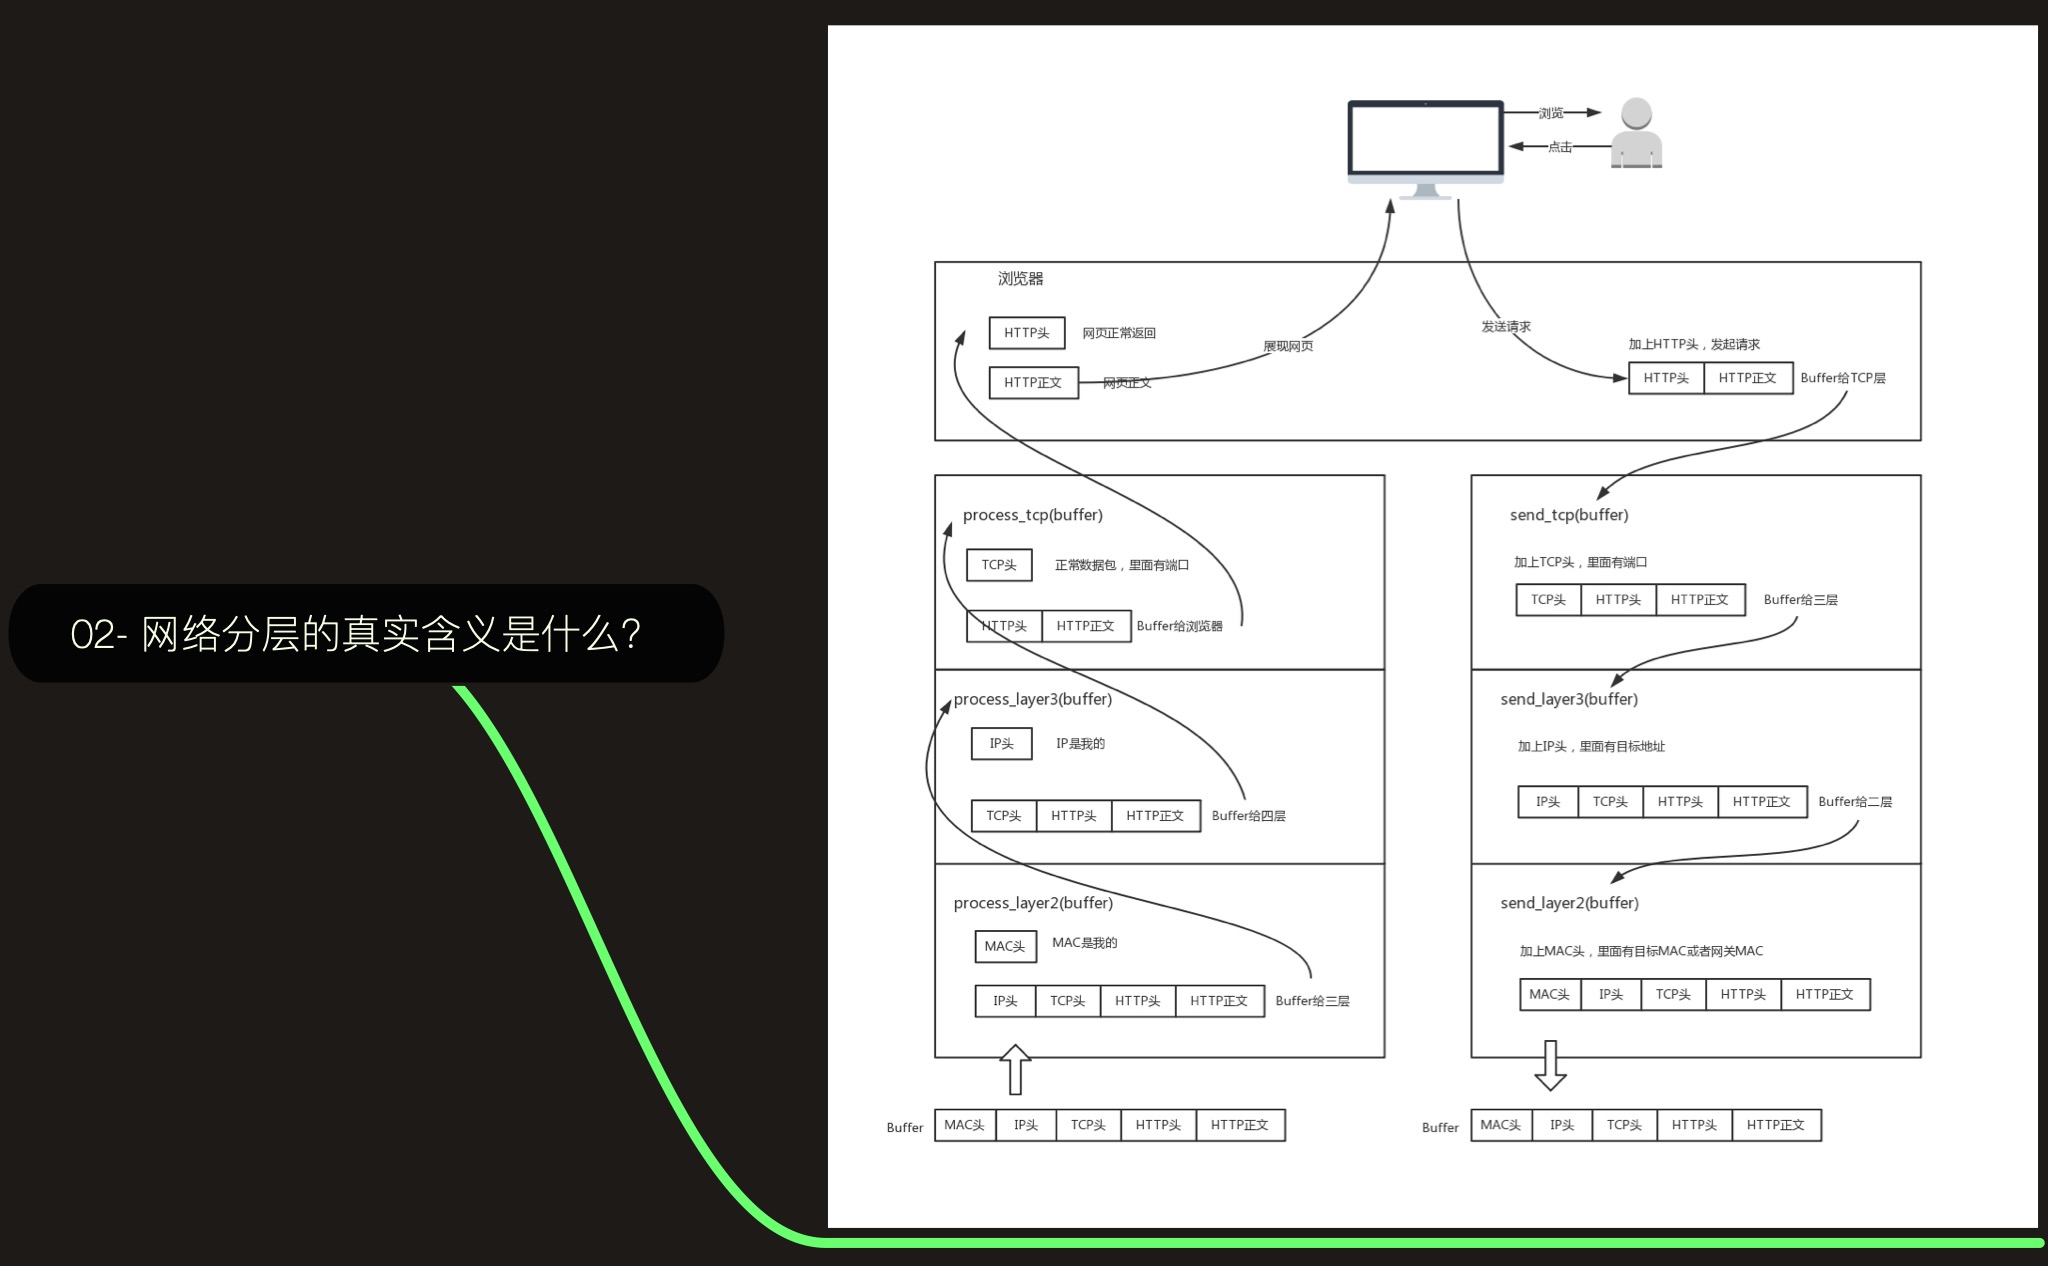 02- 网络分层的真实含义是什么？
浏览
点击
浏览器
HTTP头
网页正常返回
HTTP正文
网页正文
展现网页
发送请求
加上HTTP头，发起请求
HTTP头 HTTP正文 Buffer给TCP层
process_tcp(buffer)
TCP头
正常数据包，里面有端口
HTTP头 HTTP正文 Buffer给浏览器
process_layer3(buffer)
IP头
IP是我的
TCP头 HTTP头 HTTP正文 Buffer给四层
process_layer2(buffer)
MAC头
MAC是我的
IP头 TCP头 HTTP头 HTTP正文 Buffer给三层
Buffer MAC头 IP头 TCP头 HTTP头 HTTP正文
send_tcp(buffer)
加上TCP头，里面有端口
TCP头 HTTP头 HTTP正文 Buffer给三层
send_layer3(buffer)
加上IP头，里面有目标地址
IP头 TCP头 HTTP头 HTTP正文 Buffer给二层
send_layer2(buffer)
加上MAC头，里面有目标MAC或者网关MAC
MAC头 IP头 TCP头 HTTP头 HTTP正文
Buffer MAC头 IP头 TCP头 HTTP头 HTTP正文